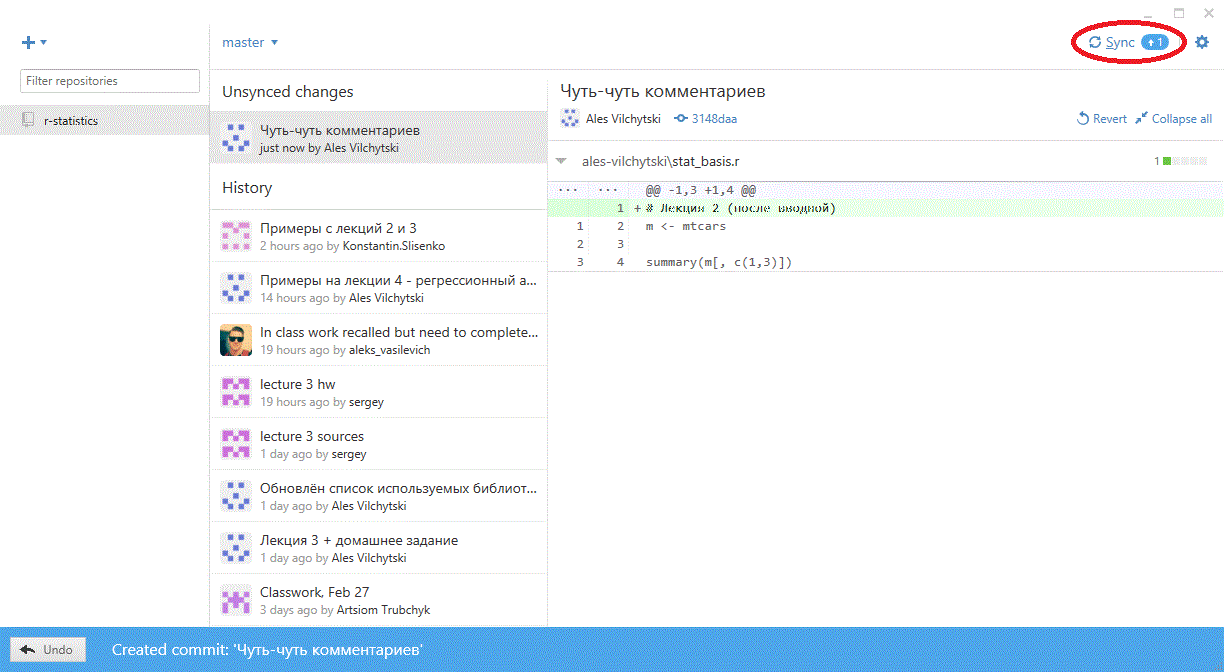 master
Sync 1
Filter repositories
r-statistics
Unsynced changes
Чуть-чуть комментариев
just now by Ales Vilchytski
History
Примеры с лекций 2 и 3
2 hours ago by Konstantin.Slisenko
Примеры на лекции 4 - регрессионный а...
14 hours ago by Ales Vilchytski
In class work recalled but need to complete...
19 hours ago by aleks_vasilevich
lecture 3 hw
19 hours ago by sergey
lecture 3 sources
1 day ago by sergey
Обновлён список используемых библиот...
1 day ago by Ales Vilchytski
Лекция 3 + домашнее задание
1 day ago by Ales Vilchytski
Classwork, Feb 27
3 days ago by Artsiom Trubchyk
Чуть-чуть комментариев
Ales Vilchytski 3148daa
Revert Collapse all
ales-vilchytski\stat_basis.r 1
... ... @@ -1,3 +1,4 @@
1 + # Лекция 2 (после вводной)
1 2 m <- mtcars
2 3
3 4 summary(m[, c(1,3)])
Undo Created commit: 'Чуть-чуть комментариев'